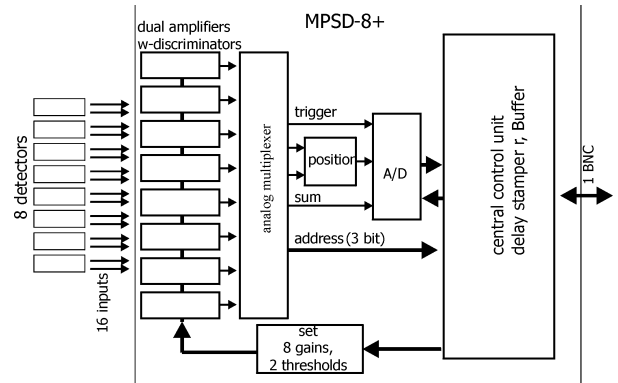 MPSD-8+
dual amplifiers
w-discriminators
8 detectors
16 inputs
analog multiplexer
trigger
position
sum
A/D
address (3 bit)
central control unit
delay stamper r, Buffer
1 BNC
set
8 gains,
2 thresholds